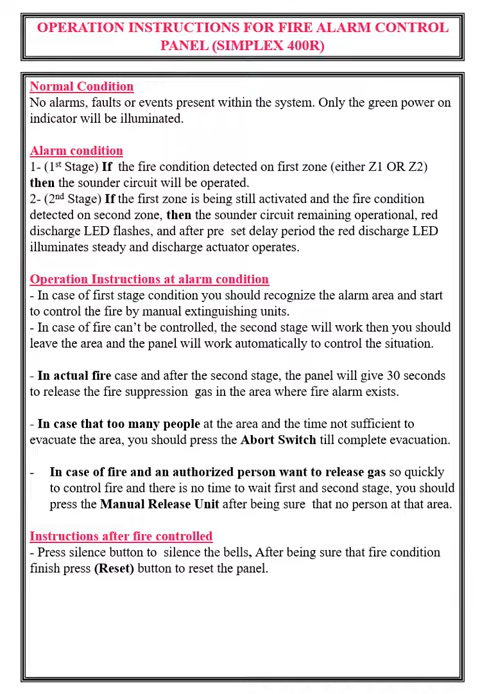 OPERATION INSTRUCTIONS FOR FIRE ALARM CONTROL
PANEL (SIMPLEX 400R)
Normal Condition
No alarms, faults or events present within the system. Only the green power on
indicator will be illuminated.
Alarm condition
1- (1st Stage) If the fire condition detected on first zone (either Z1 OR Z2)
then the sounder circuit will be operated.
2- (2nd Stage) If the first zone is being still activated and the fire condition
detected on second zone, then the sounder circuit remaining operational, red
discharge LED flashes, and after pre set delay period the red discharge LED
illuminates steady and discharge actuator operates.
Operation Instructions at alarm condition
- In case of first stage condition you should recognize the alarm area and start
to control the fire by manual extinguishing units.
- In case of fire can't be controlled, the second stage will work then you should
leave the area and the panel will work automatically to control the situation.
- In actual fire case and after the second stage, the panel will give 30 seconds
to release the fire suppression gas in the area where fire alarm exists.
- In case that too many people at the area and the time not sufficient to
evacuate the area, you should press the Abort Switch till complete evacuation.
- In case of fire and an authorized person want to release gas so quickly
to control fire and there is no time to wait first and second stage, you should
press the Manual Release Unit after being sure that no person at that area.
Instructions after fire controlled
- Press silence button to silence the bells, After being sure that fire condition
finish press (Reset) button to reset the panel.